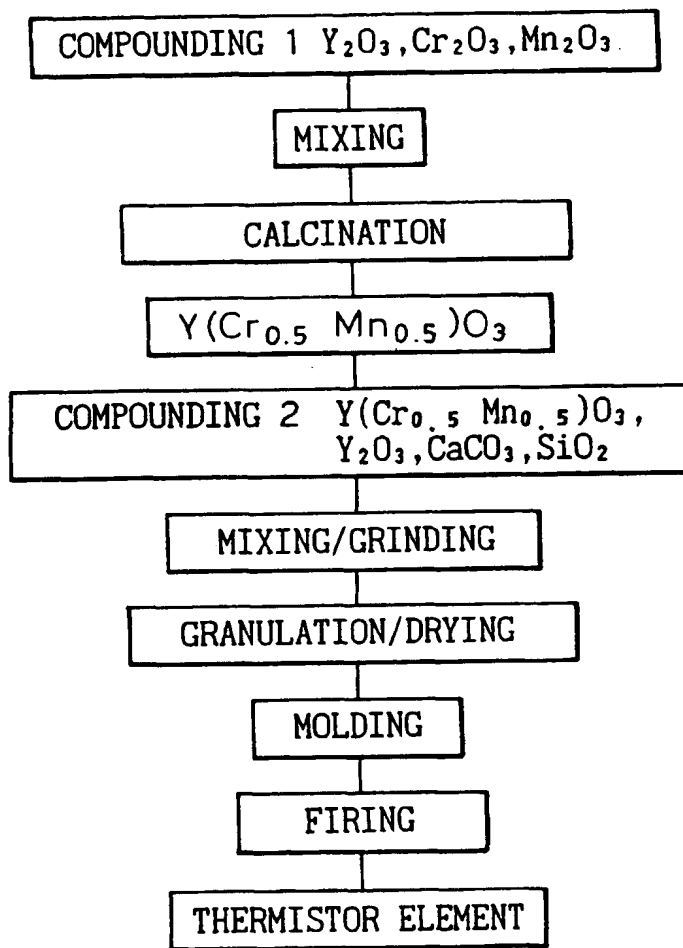 COMPOUNDING 1 Y₂O₃,Cr₂O₃,Mn₂O₃
MIXING
CALCINATION
Y(Cr₀.₅ Mn₀.₅)O₃
COMPOUNDING 2 Y(Cr₀.₅ Mn₀.₅)O₃,
Y₂O₃,CaCO₃,SiO₂
MIXING/GRINDING
GRANULATION/DRYING
MOLDING
FIRING
THERMISTOR ELEMENT